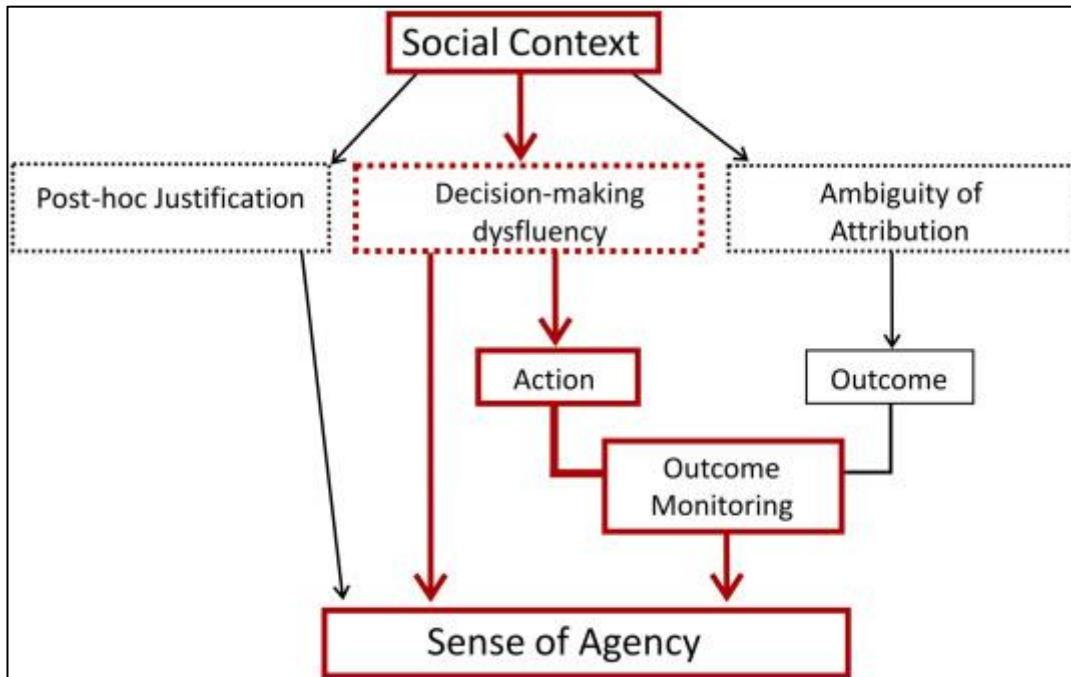 Social Context
Post-hoc Justification
Decision-making
dysfluency
Ambiguity of
Attribution
Action
Outcome
Outcome
Monitoring
Sense of Agency